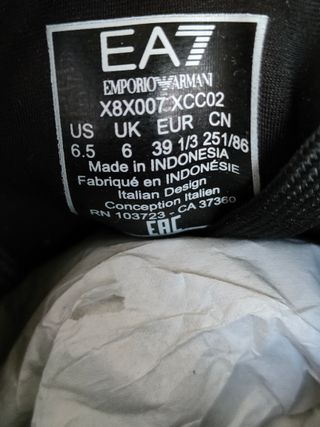 EA7
EMPORIO ARMANI
X8X007 XCC02
US UK EUR CN
6.5 6 39 1/3 251/86
Made in INDONESIA
Fabriqué en INDONÉSIE
Italian Design
Conception Italien
RN 103723 - CA 37360
EAC